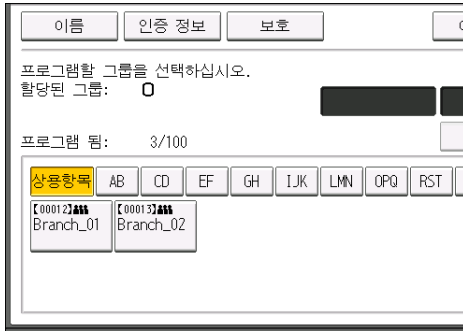 이름 인증 정보 보호
프로그램할 그룹을 선택하십시오.
할당된 그룹: 0
프로그램 됨: 3/100
상용항목 AB CD EF GH IJK LMN OPQ RST
【00012】 【00013】
Branch_01 Branch_02